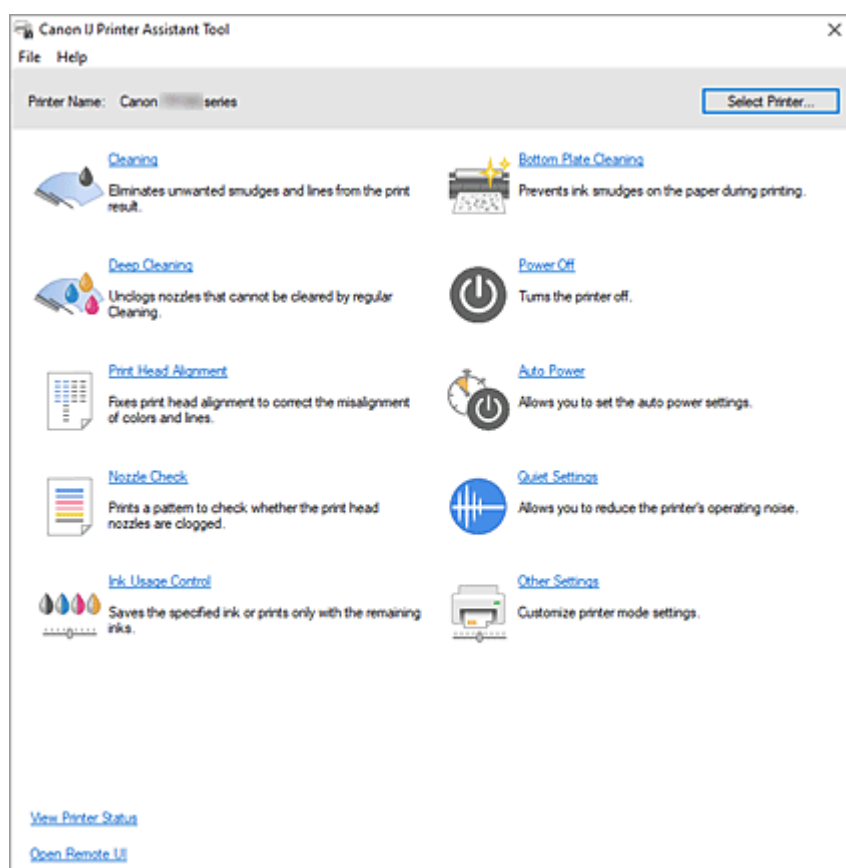 Canon IJ Printer Assistant Tool
File Help
Printer Name: Canon series
Select Printer...
Cleaning
Eliminates unwanted smudges and lines from the print
result.
Bottom Plate Cleaning
Prevents ink smudges on the paper during printing.
Deep Cleaning
Unclogs nozzles that cannot be cleared by regular
Cleaning.
Power Off
Turns the printer off.
Print Head Alignment
Fixes print head alignment to correct the misalignment
of colors and lines.
Auto Power
Allows you to set the auto power settings.
Nozzle Check
Prints a pattern to check whether the print head
nozzles are clogged.
Quiet Settings
Allows you to reduce the printer's operating noise.
Ink Usage Control
Saves the specified ink or prints only with the remaining
inks.
Other Settings
Customize printer mode settings.
View Printer Status
Open Remote UI